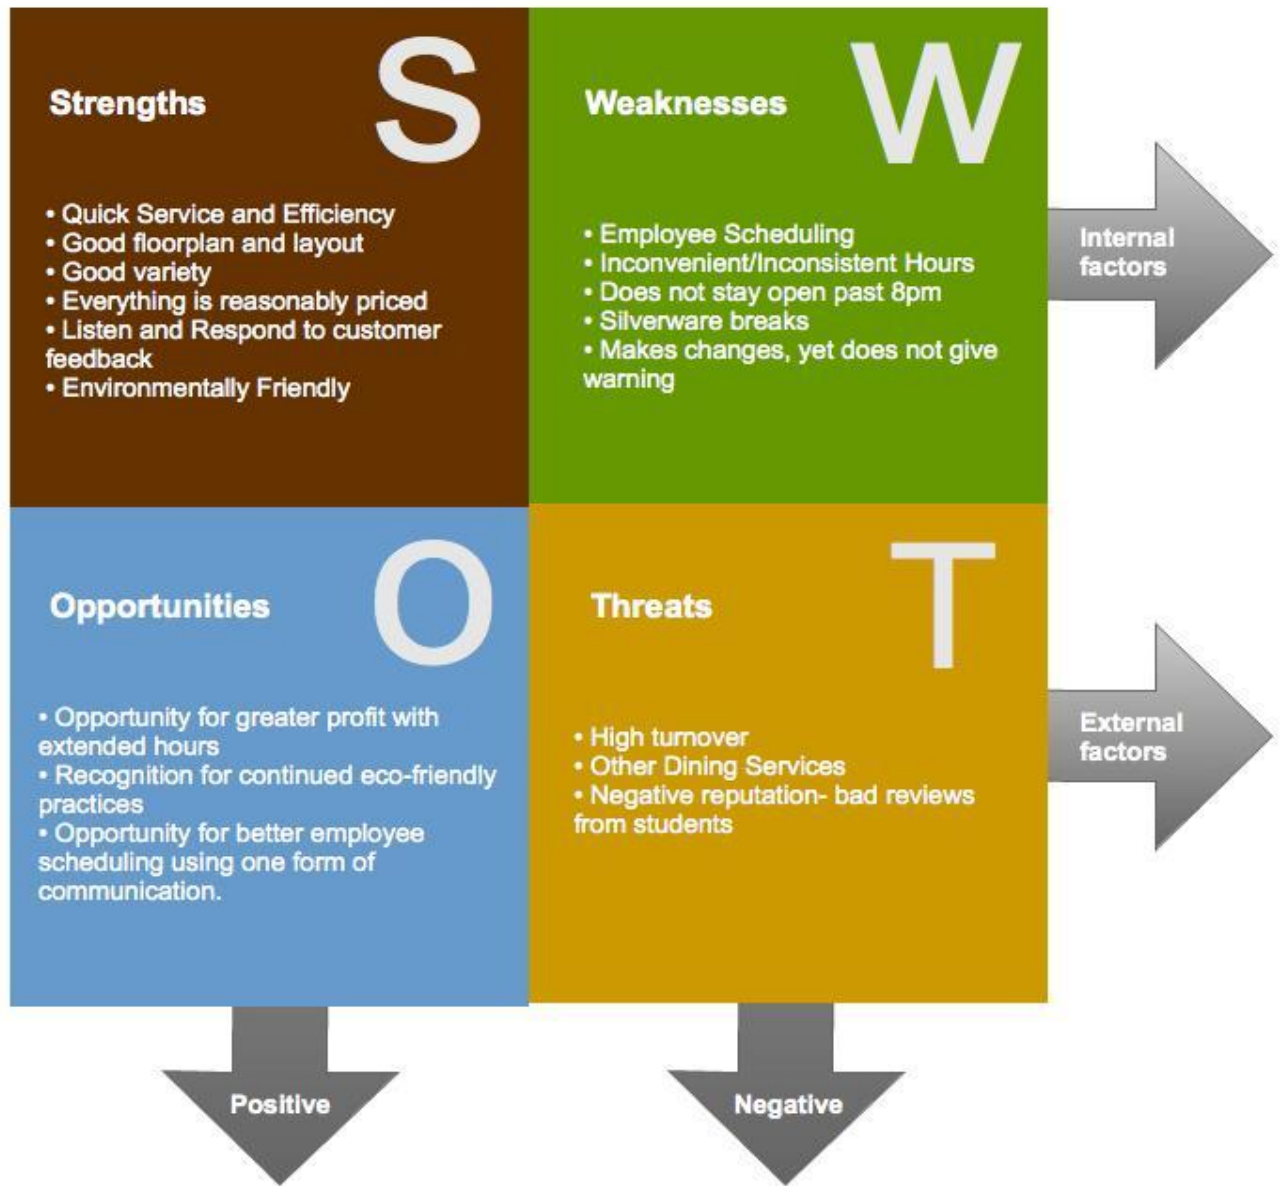 Strengths
S
• Quick Service and Efficiency
• Good floorplan and layout
• Good variety
• Everything is reasonably priced
• Listen and Respond to customer
feedback
• Environmentally Friendly
Weaknesses
W
• Employee Scheduling
• Inconvenient/Inconsistent Hours
• Does not stay open past 8pm
• Silverware breaks
• Makes changes, yet does not give
warning
Internal
factors
Opportunities
O
• Opportunity for greater profit with
extended hours
• Recognition for continued eco-friendly
practices
• Opportunity for better employee
scheduling using one form of
communication.
Threats
T
• High turnover
• Other Dining Services
• Negative reputation- bad reviews
from students
External
factors
Positive
Negative